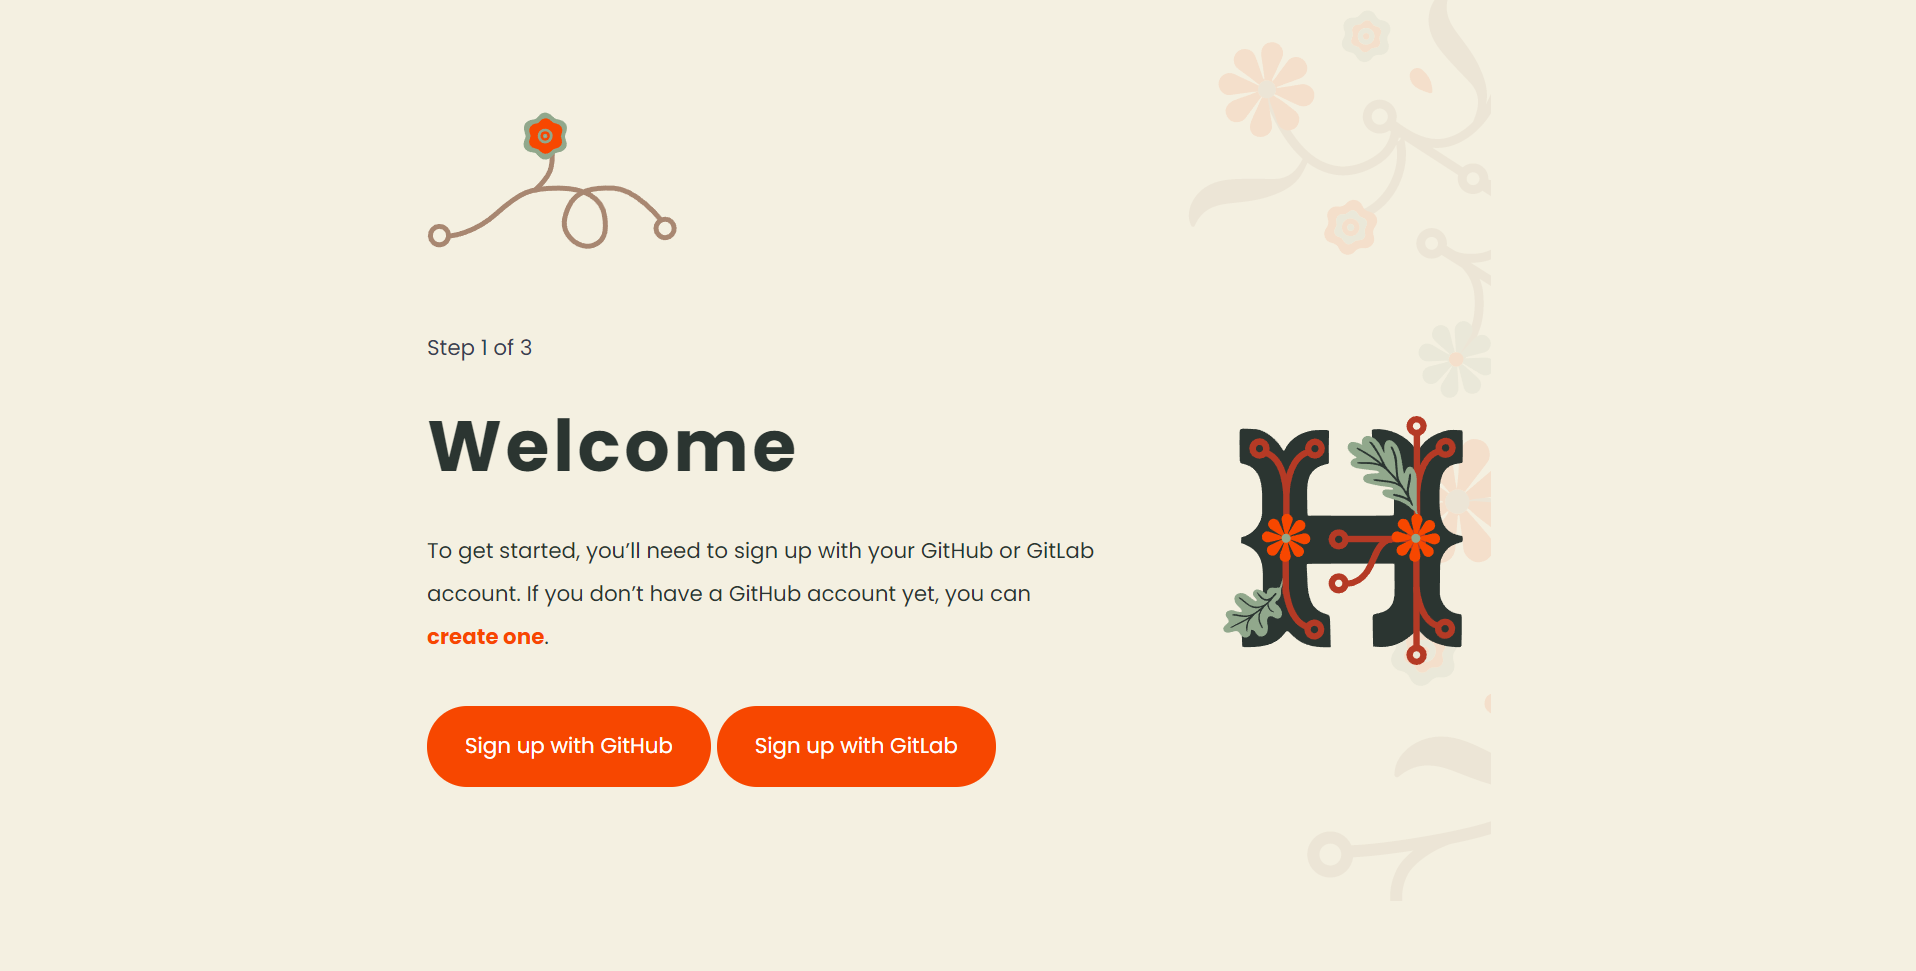 Step 1 of 3
Welcome
To get started, you’ll need to sign up with your GitHub or GitLab
account. If you don’t have a GitHub account yet, you can
create one.
Sign up with GitHub
Sign up with GitLab
H